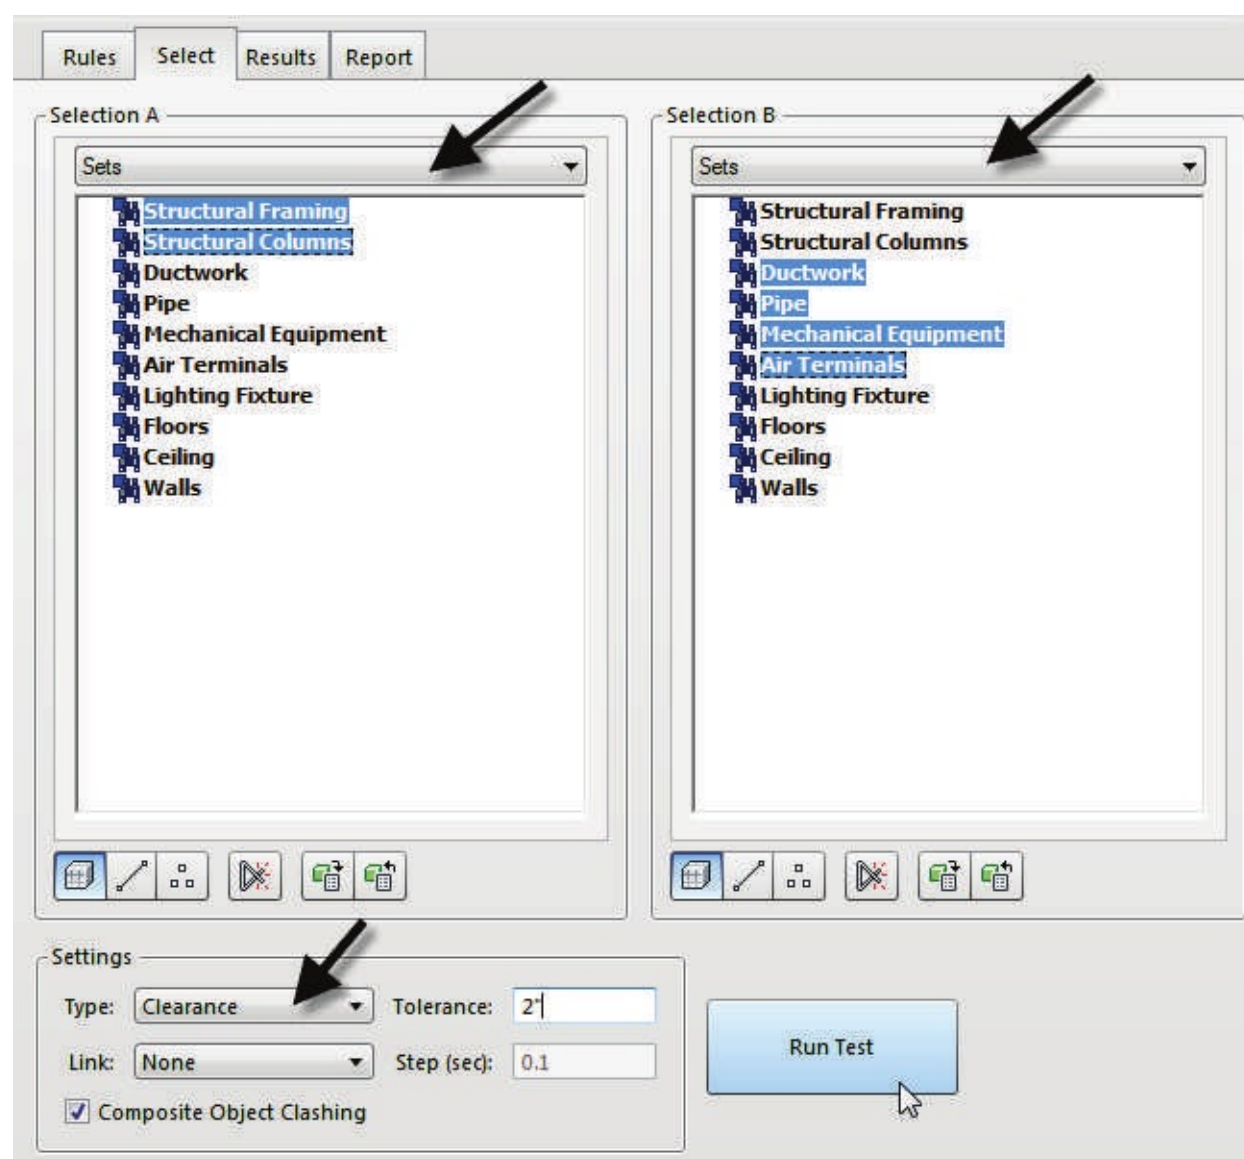 Rules Select Results Report
Selection A
Sets
Structural Framing
Structural Columns
Ductwork
Pipe
Mechanical Equipment
Air Terminals
Lighting Fixture
Floors
Ceiling
Walls
Selection B
Sets
Structural Framing
Structural Columns
Ductwork
Pipe
Mechanical Equipment
Air Terminals
Lighting Fixture
Floors
Ceiling
Walls
Settings
Type: Clearance Tolerance: 2"
Link: None Step (sec): 0.1
Composite Object Clashing
Run Test